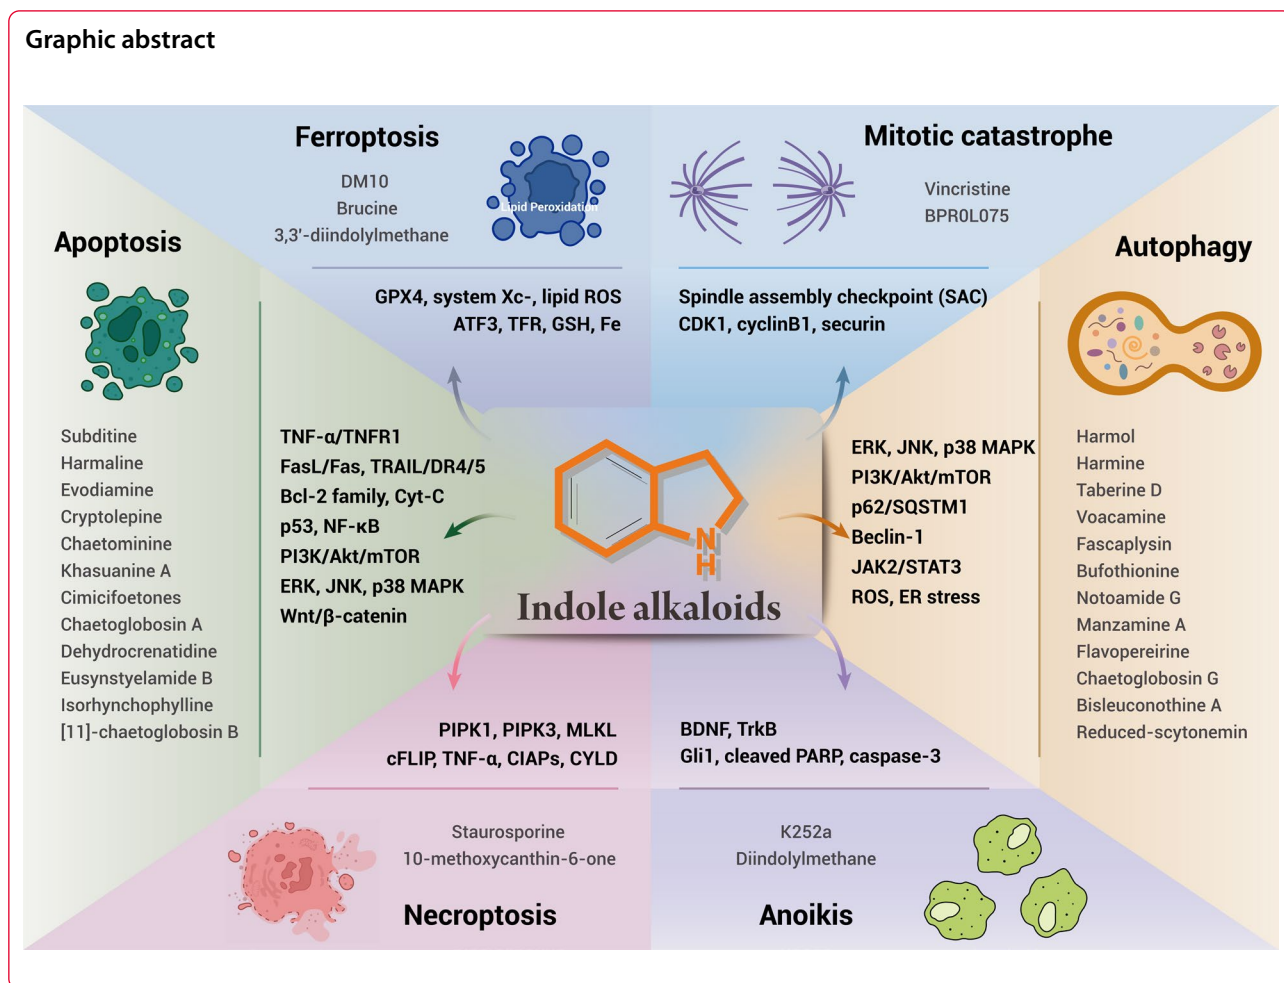 Graphic abstract
Ferroptosis
DM10
Brucine
3,3'-diindolylmethane
Lipid Peroxidation
GPX4, system Xc-, lipid ROS
ATF3, TFR, GSH, Fe
Mitotic catastrophe
Vincristine
BPR0L075
Spindle assembly checkpoint (SAC)
CDK1, cyclinB1, securin
Apoptosis
Subditine
Harmaline
Evodiamine
Cryptolepine
Chaetominine
Khasuanine A
Cimicifoetones
Chaetoglobosin A
Dehydrocrenatidine
Eusynstyelamide B
Isorhynchophylline
[11]-chaetoglobosin B
TNF-α/TNFR1
FasL/Fas, TRAIL/DR4/5
Bcl-2 family, Cyt-C
p53, NF-κB
PI3K/Akt/mTOR
ERK, JNK, p38 MAPK
Wnt/β-catenin
N
H
Indole alkaloids
ERK, JNK, p38 MAPK
PI3K/Akt/mTOR
p62/SQSTM1
Beclin-1
JAK2/STAT3
ROS, ER stress
Autophagy
Harmol
Harmine
Taberine D
Voacamine
Fascaplysin
Bufothionine
Notoamide G
Manzamine A
Flavopereirine
Chaetoglobosin G
Bisleuconothine A
Reduced-scytonemin
PIPK1, PIPK3, MLKL
cFLIP, TNF-α, CIAPs, CYLD
Staurosporine
10-methoxycanthin-6-one
Necroptosis
BDNF, TrkB
Gli1, cleaved PARP, caspase-3
K252a
Diindolylmethane
Anoikis